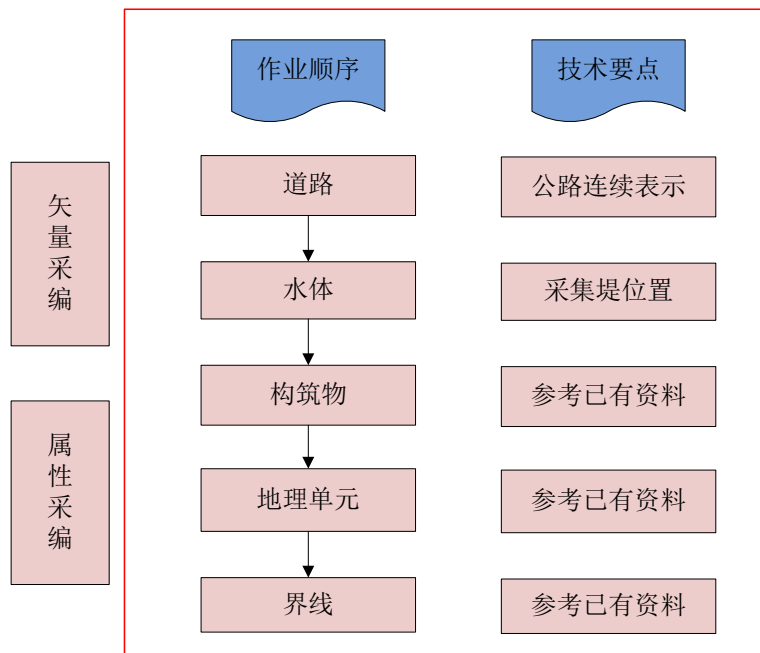 作业顺序
技术要点
矢量采编
属性采编
道路
公路连续表示
水体
采集堤位置
构筑物
参考已有资料
地理单元
参考已有资料
界线
参考已有资料